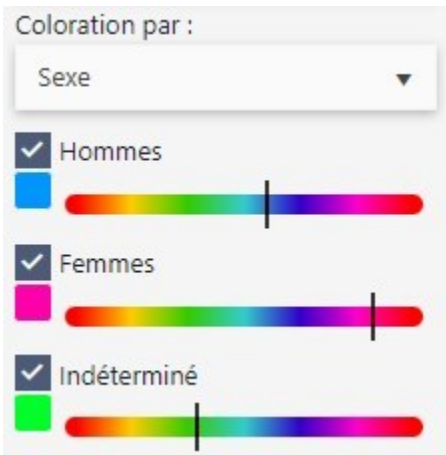 Coloration par :
Sexe
Hommes
Femmes
Indéterminé